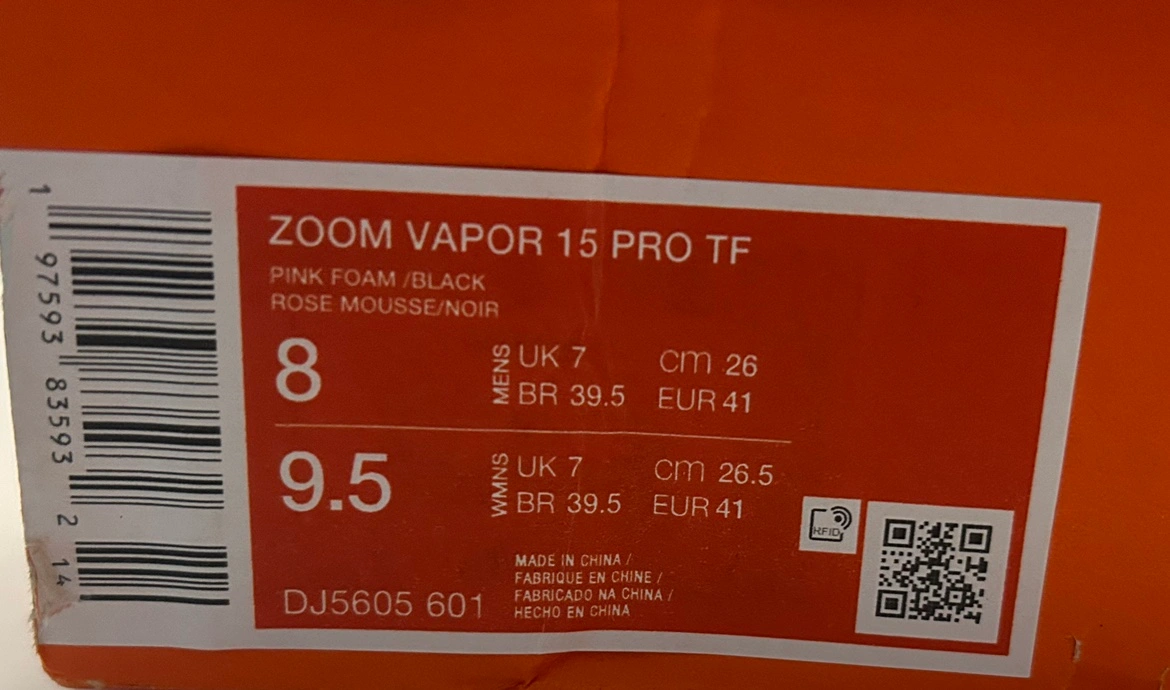 1 97593 83593 2 14
ZOOM VAPOR 15 PRO TF
PINK FOAM /BLACK
ROSE MOUSSE/NOIR
8
MENS
UK 7 cm 26
BR 39.5 EUR 41
9.5
WMNS
UK 7 cm 26.5
BR 39.5 EUR 41
RFID
MADE IN CHINA /
FABRIQUE EN CHINE /
FABRICADO NA CHINA /
HECHO EN CHINA
DJ5605 601